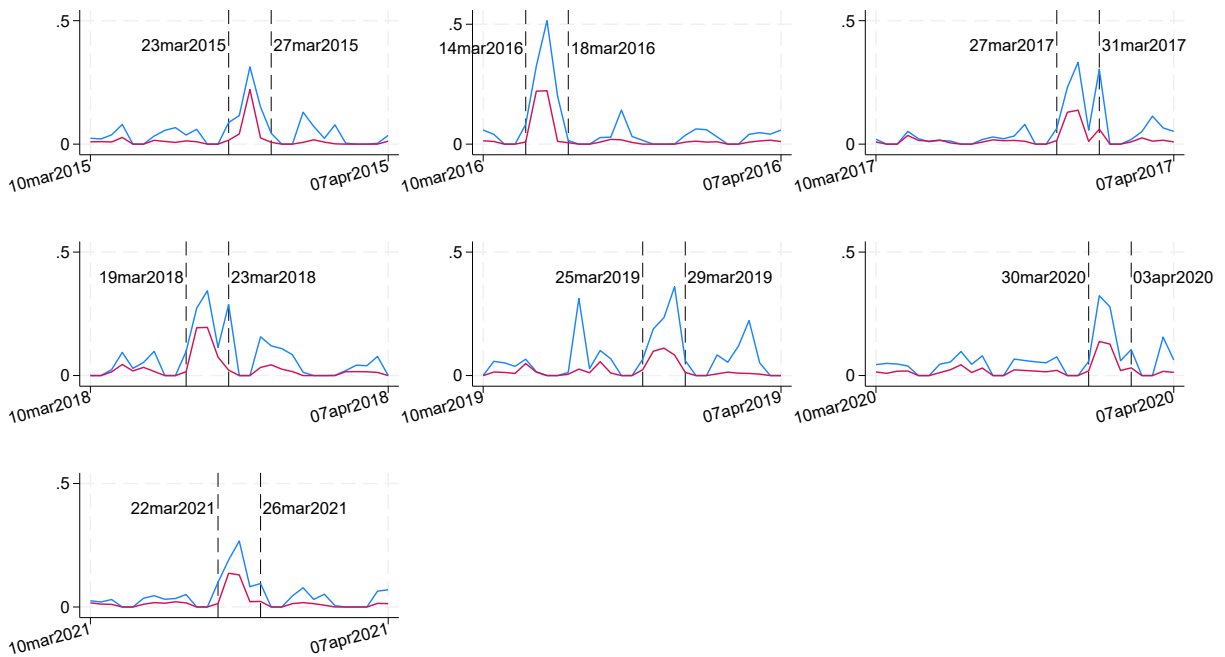 .5
23mar2015 27mar2015
0
10mar2015 07apr2015
.5
14mar2016 18mar2016
0
10mar2016 07apr2016
.5
27mar2017 31mar2017
0
10mar2017 07apr2017
.5
19mar2018 23mar2018
0
10mar2018 07apr2018
.5
25mar2019 29mar2019
0
10mar2019 07apr2019
.5
30mar2020 03apr2020
0
10mar2020 07apr2020
.5
22mar2021 26mar2021
0
10mar2021 07apr2021